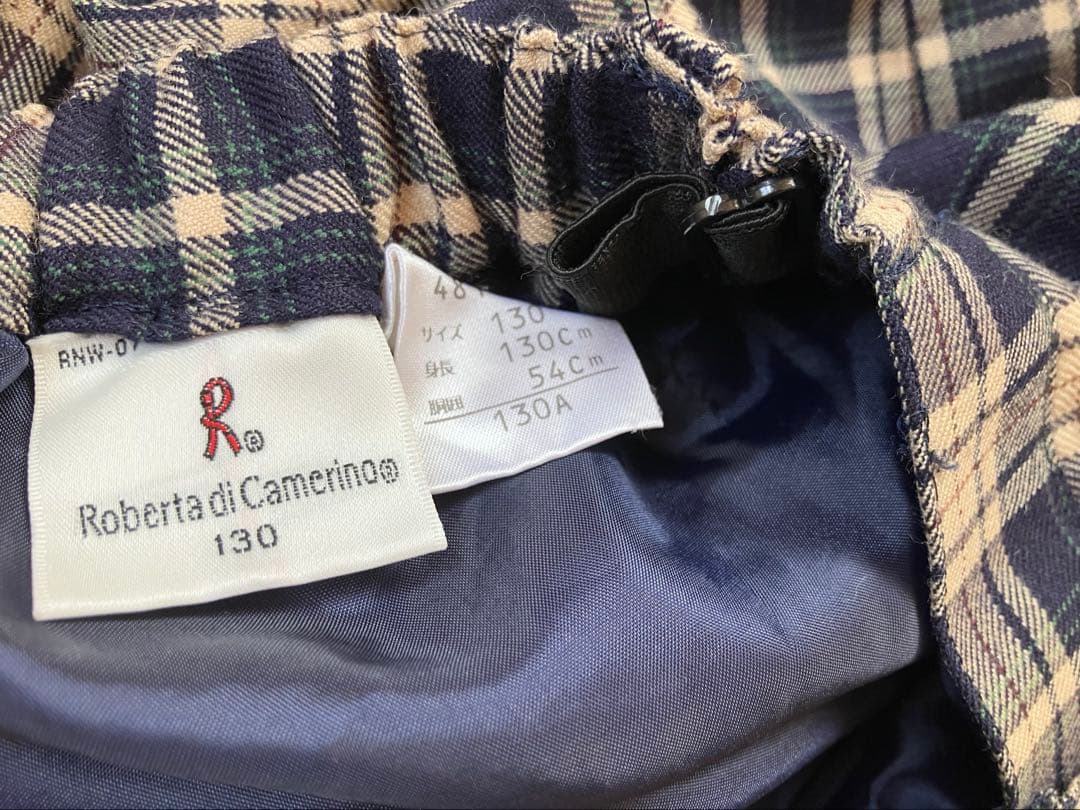 RNW-07
R®
Roberta di Camerino®
130
48
サイズ 130
身長 130Cm
胴囲 54Cm
130A